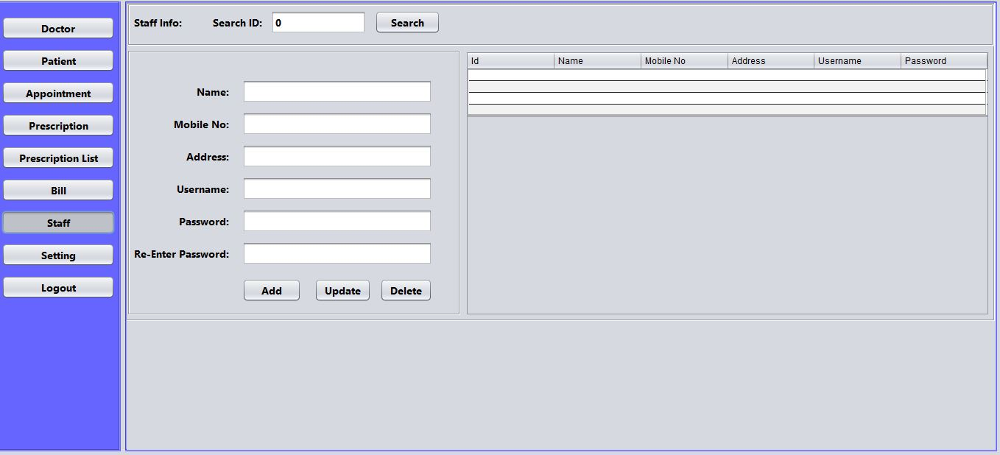 Doctor
Patient
Appointment
Prescription
Prescription List
Bill
Staff
Setting
Logout
Staff Info: Search ID: 0 Search
Name:
Mobile No:
Address:
Username:
Password:
Re-Enter Password:
Add Update Delete
Id Name Mobile No Address Username Password